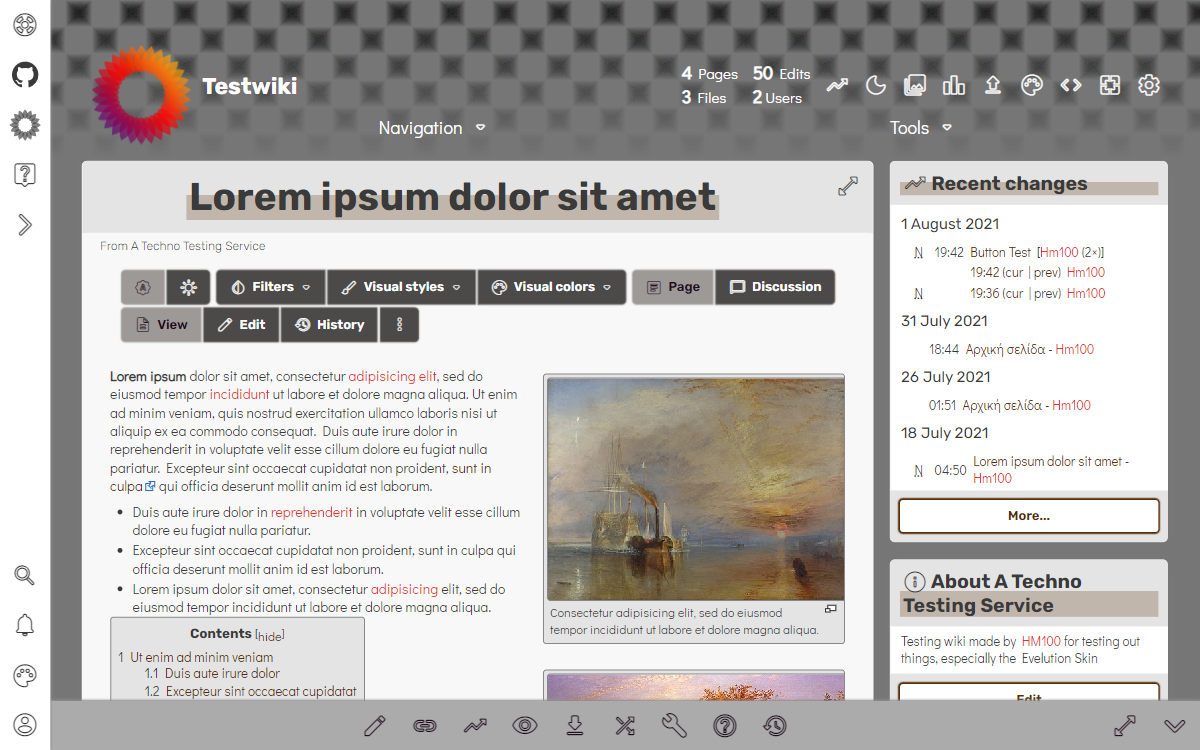 Testwiki
4 Pages 50 Edits
3 Files 2 Users
Navigation
Tools
Lorem ipsum dolor sit amet
From A Techno Testing Service
Filters Visual styles Visual colors Page Discussion
View Edit History
Lorem ipsum dolor sit amet, consectetur adipisicing elit, sed do
eiusmod tempor incididunt ut labore et dolore magna aliqua. Ut enim
ad minim veniam, quis nostrud exercitation ullamco laboris nisi ut
aliquip ex ea commodo consequat. Duis aute irure dolor in
reprehenderit in voluptate velit esse cillum dolore eu fugiat nulla
pariatur. Excepteur sint occaecat cupidatat non proident, sunt in
culpa qui officia deserunt mollit anim id est laborum.
Duis aute irure dolor in reprehenderit in voluptate velit esse cillum
dolore eu fugiat nulla pariatur.
Excepteur sint occaecat cupidatat non proident, sunt in culpa qui
officia deserunt mollit anim id est laborum.
Lorem ipsum dolor sit amet, consectetur adipisicing elit, sed do
eiusmod tempor incididunt ut labore et dolore magna aliqua.
Contents [hide]
1 Ut enim ad minim veniam
1.1 Duis aute irure dolor
1.2 Excepteur sint occaecat cupidatat
Consectetur adipisicing elit, sed do eiusmod
tempor incididunt ut labore et dolore magna aliqua.
Recent changes
1 August 2021
N 19:42 Button Test [Hm100 (2×)]
19:42 (cur | prev) Hm100
N 19:36 (cur | prev) Hm100
31 July 2021
18:44 Αρχική σελίδα - Hm100
26 July 2021
01:51 Αρχική σελίδα - Hm100
18 July 2021
N 04:50 Lorem ipsum dolor sit amet -
Hm100
More...
About A Techno
Testing Service
Testing wiki made by HM100 for testing out
things, especially the Evelution Skin
Edit